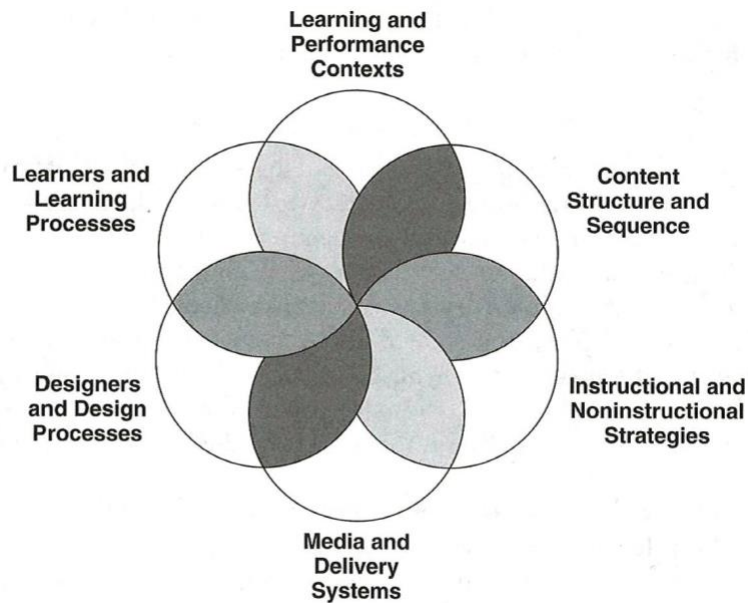 Learning and
Performance
Contexts
Learners and
Learning
Processes
Content
Structure and
Sequence
Designers
and Design
Processes
Instructional and
Noninstructional
Strategies
Media and
Delivery
Systems